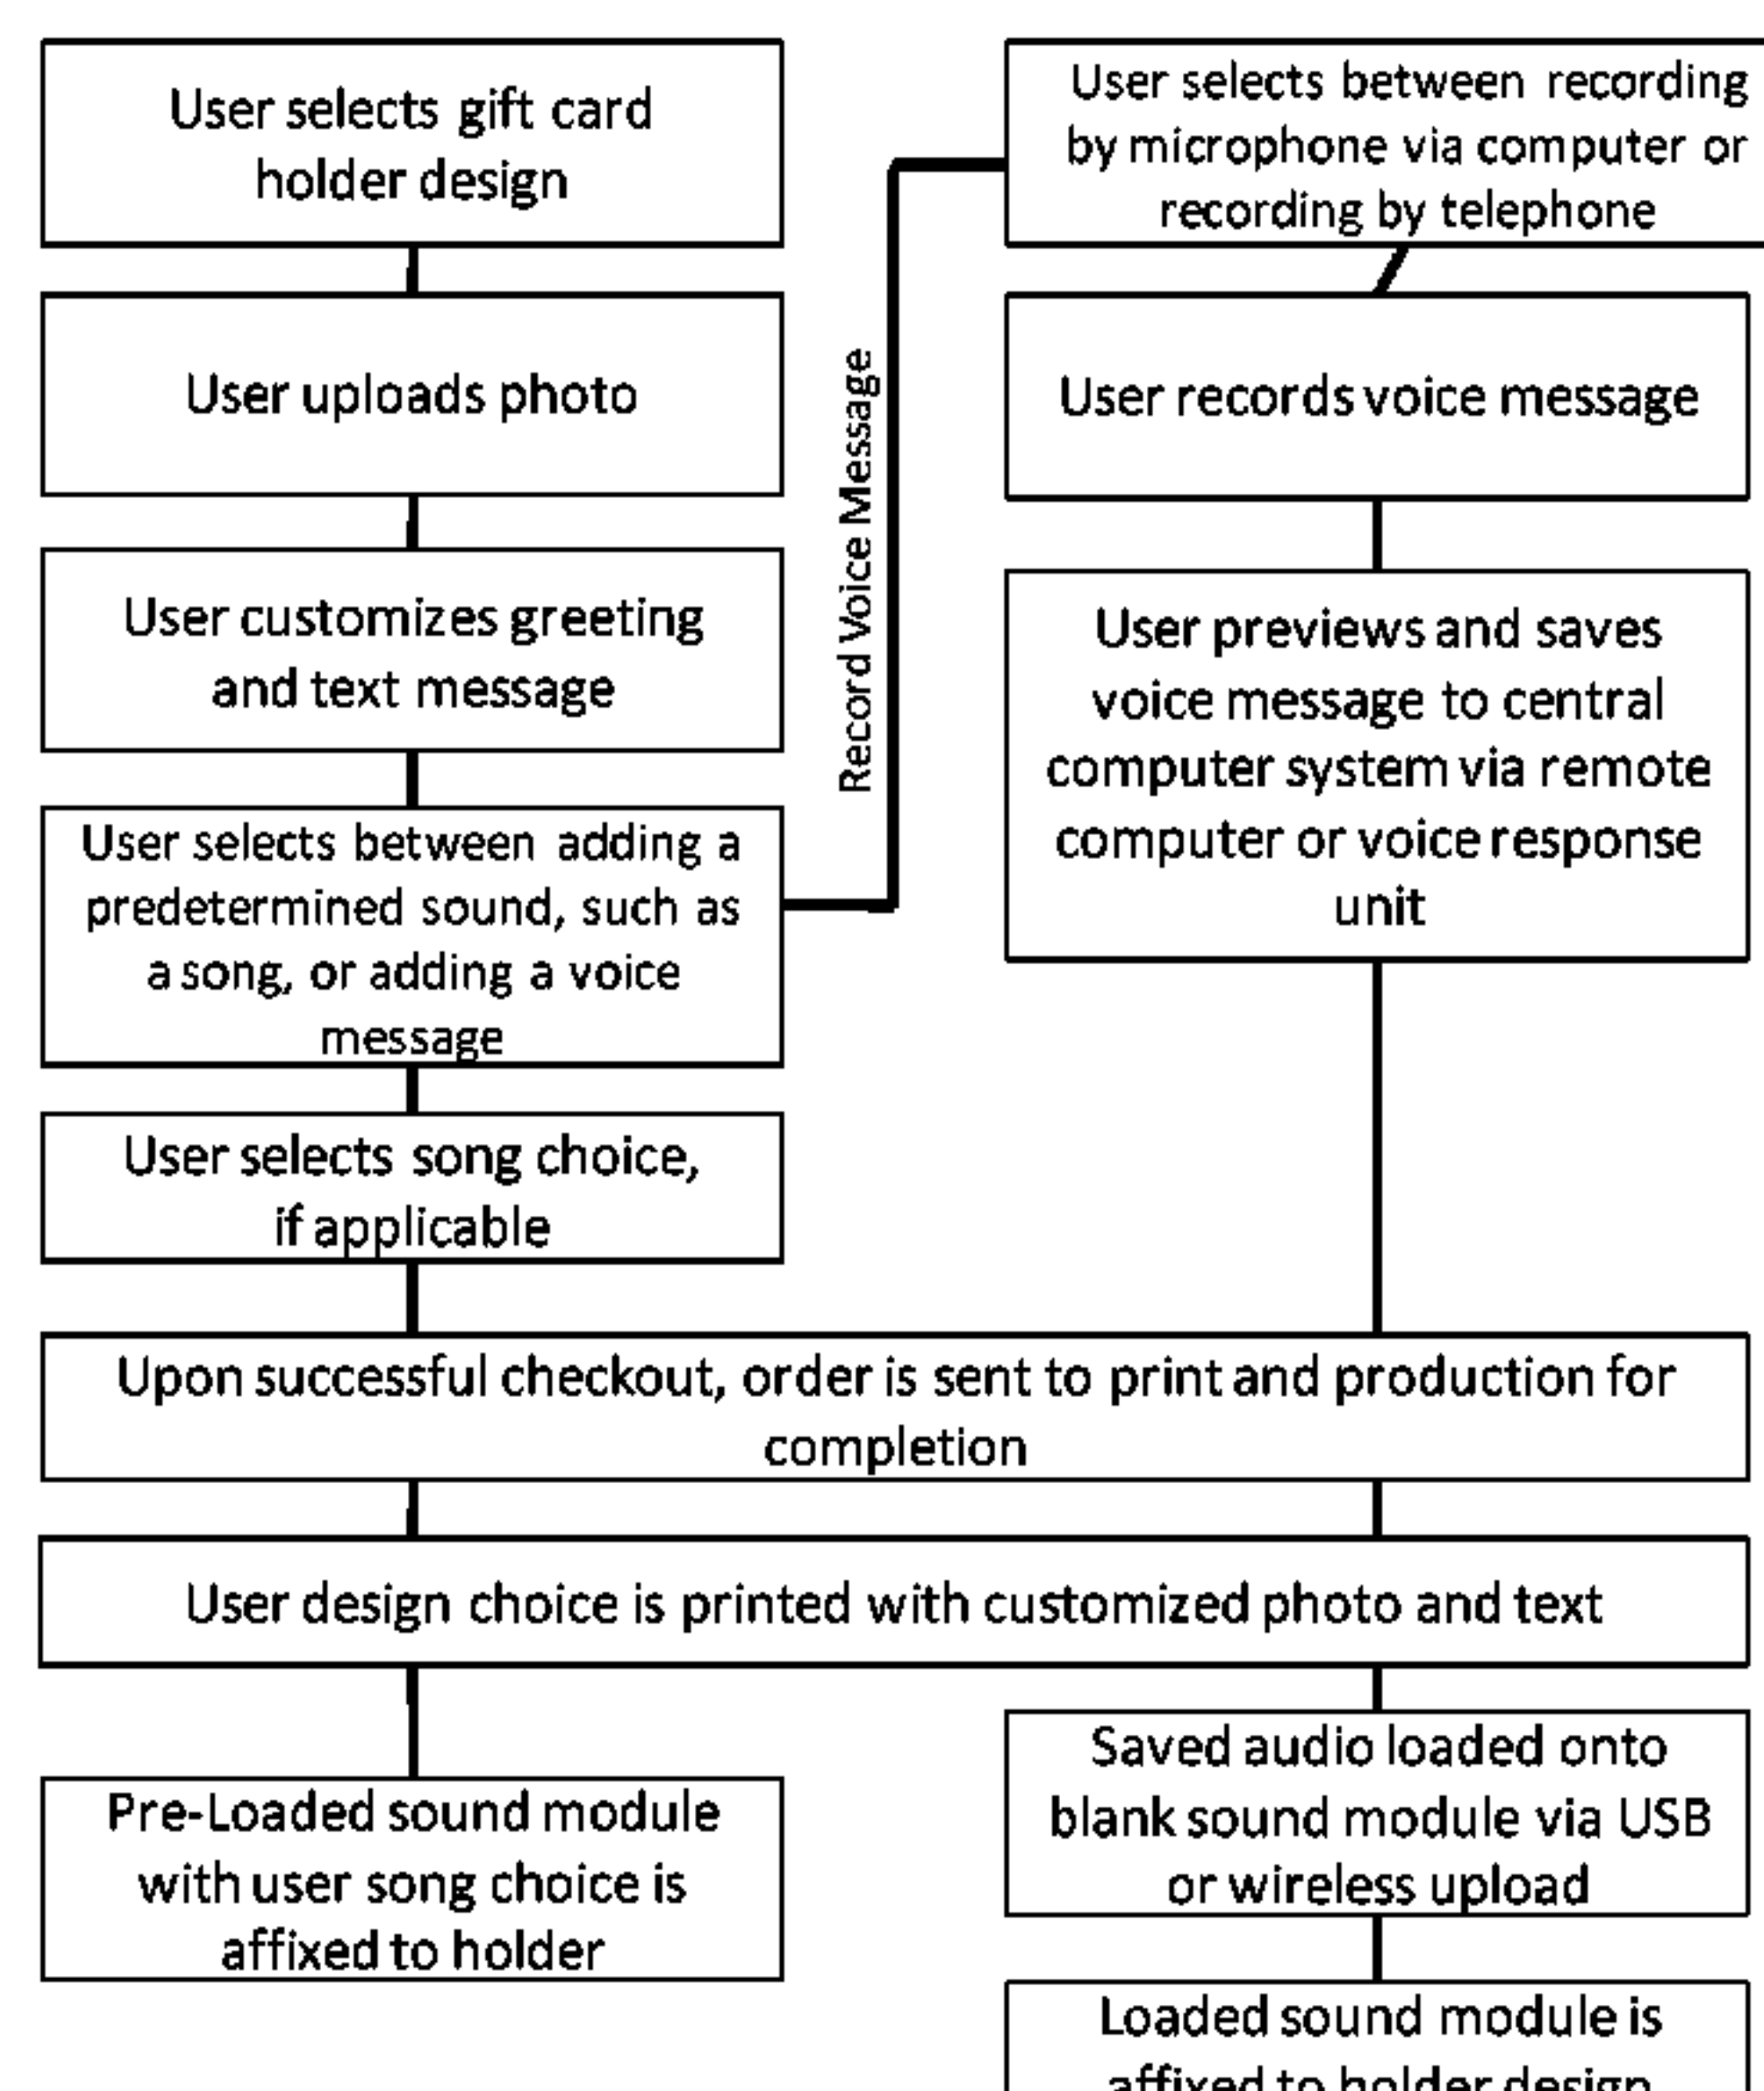 User selects gift card
holder design
User uploads photo
User customizes greeting
and text message
User selects between adding a
predetermined sound, such as
a song, or adding a voice
message
User selects song choice,
if applicable
Record Voice Message
User selects between recording
by microphone via computer or
recording by telephone
User records voice message
User previews and saves
voice message to central
computer system via remote
computer or voice response
unit
Upon successful checkout, order is sent to print and production for
completion
User design choice is printed with customized photo and text
Pre-Loaded sound module
with user song choice is
affixed to holder
Saved audio loaded onto
blank sound module via USB
or wireless upload
Loaded sound module is
affixed to holder design